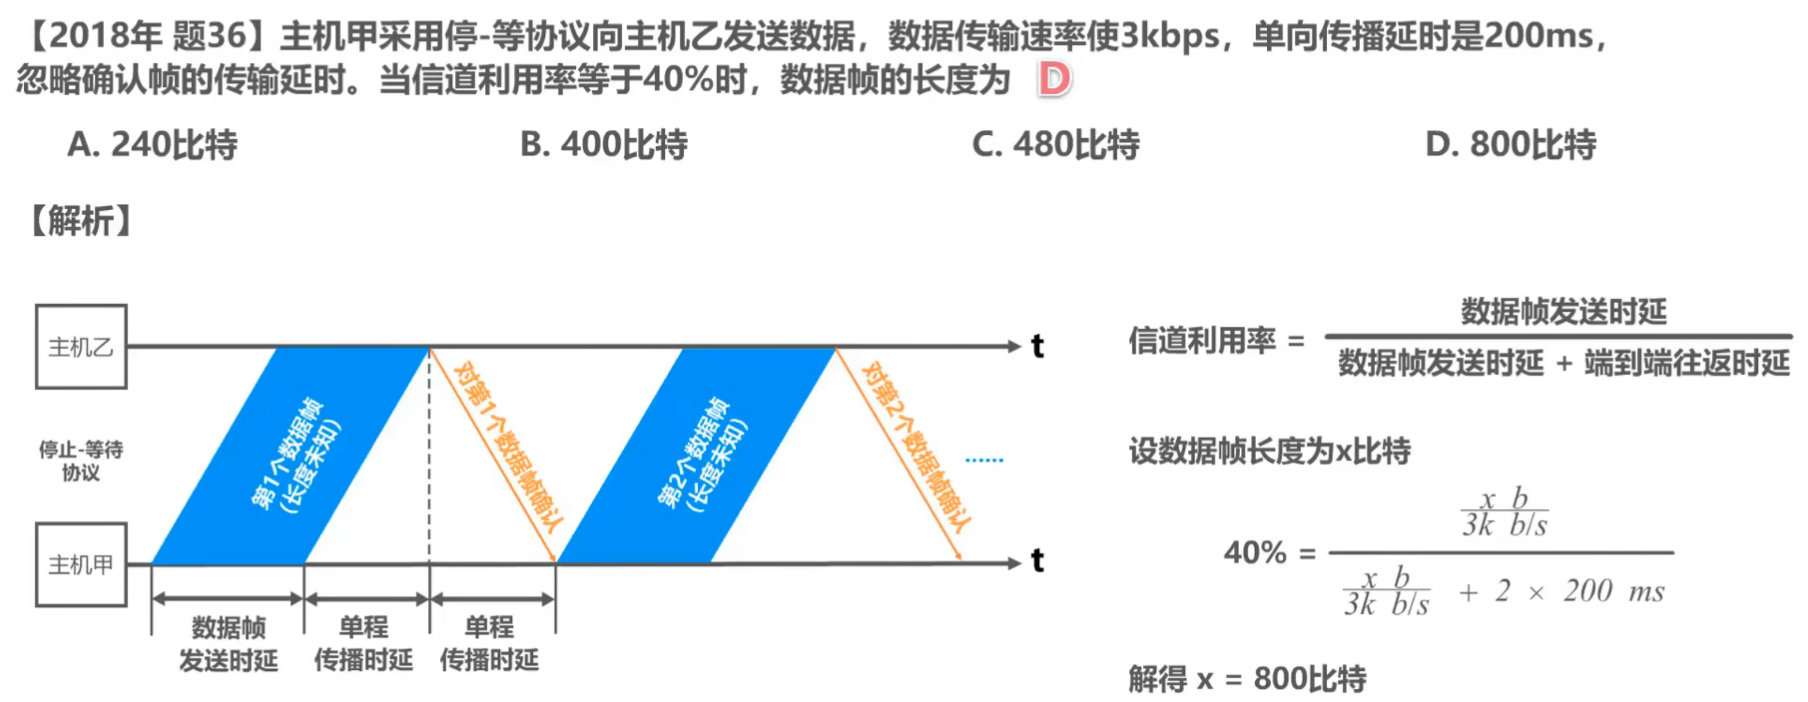 【2018年 题36】主机甲采用停-等协议向主机乙发送数据，数据传输速率使3kbps，单向传播延时是200ms，
忽略确认帧的传输延时。当信道利用率等于40%时，数据帧的长度为 D
A. 240比特 B. 400比特 C. 480比特 D. 800比特
【解析】
主机乙
t
停止-等待
协议
主机甲
t
第1个数据帧
（长度未知）
对第1个数据帧确认
第2个数据帧
（长度未知）
对第2个数据帧确认
……
数据帧
发送时延
单程
传播时延
单程
传播时延
数据帧发送时延
信道利用率 =
数据帧发送时延 + 端到端往返时延
设数据帧长度为x比特
x b
3k b/s
40% =
x b
3k b/s
+ 2 × 200 ms
解得 x = 800比特